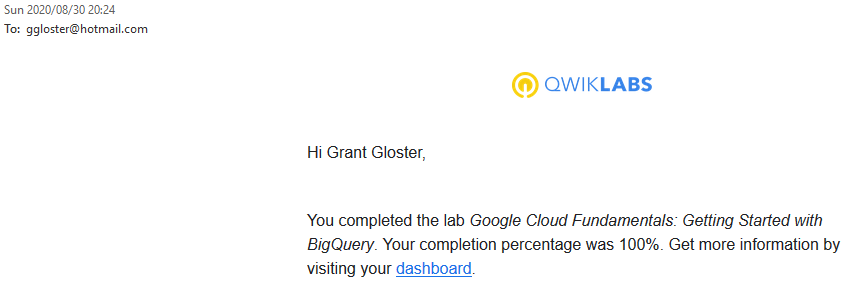 Sun 2020/08/30 20:24
To: ggloster@hotmail.com
QWIKLABS
Hi Grant Gloster,
You completed the lab Google Cloud Fundamentals: Getting Started with
BigQuery. Your completion percentage was 100%. Get more information by
visiting your dashboard.